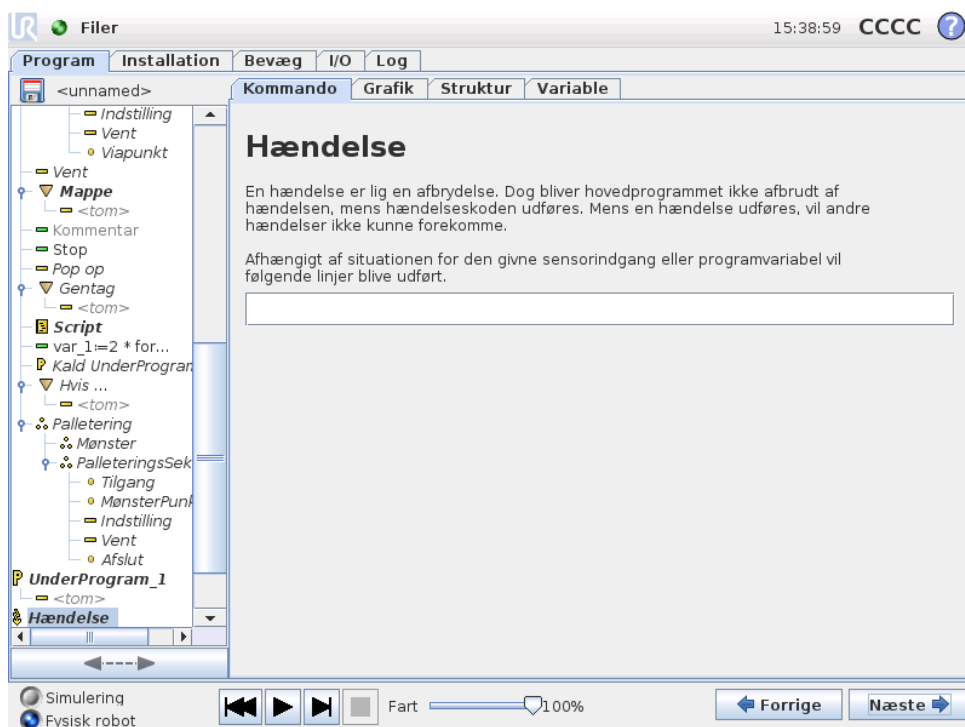 UR Filer 15:38:59 CCCC ?
Program Installation Bevæg I/O Log
<unnamed>
Kommando Grafik Struktur Variable
Indstilling
Vent
Viapunkt
Vent
Mappe
<tom>
Kommentar
Stop
Pop op
Gentag
<tom>
Script
var_1:=2 * for...
P Kald UnderProgram
Hvis ...
<tom>
Palletering
Mønster
PalleteringsSek
Tilgang
MønsterPunk
Indstilling
Vent
Afslut
P UnderProgram_1
<tom>
Hændelse
Hændelse
En hændelse er lig en afbrydelse. Dog bliver hovedprogrammet ikke afbrudt af
hændelsen, mens hændelseskoden udføres. Mens en hændelse udføres, vil andre
hændelser ikke kunne forekomme.
Afhængigt af situationen for den givne sensorindgang eller programvariabel vil
følgende linjer blive udført.
Simulering
Fysisk robot
Fart 100%
Forrige Næste